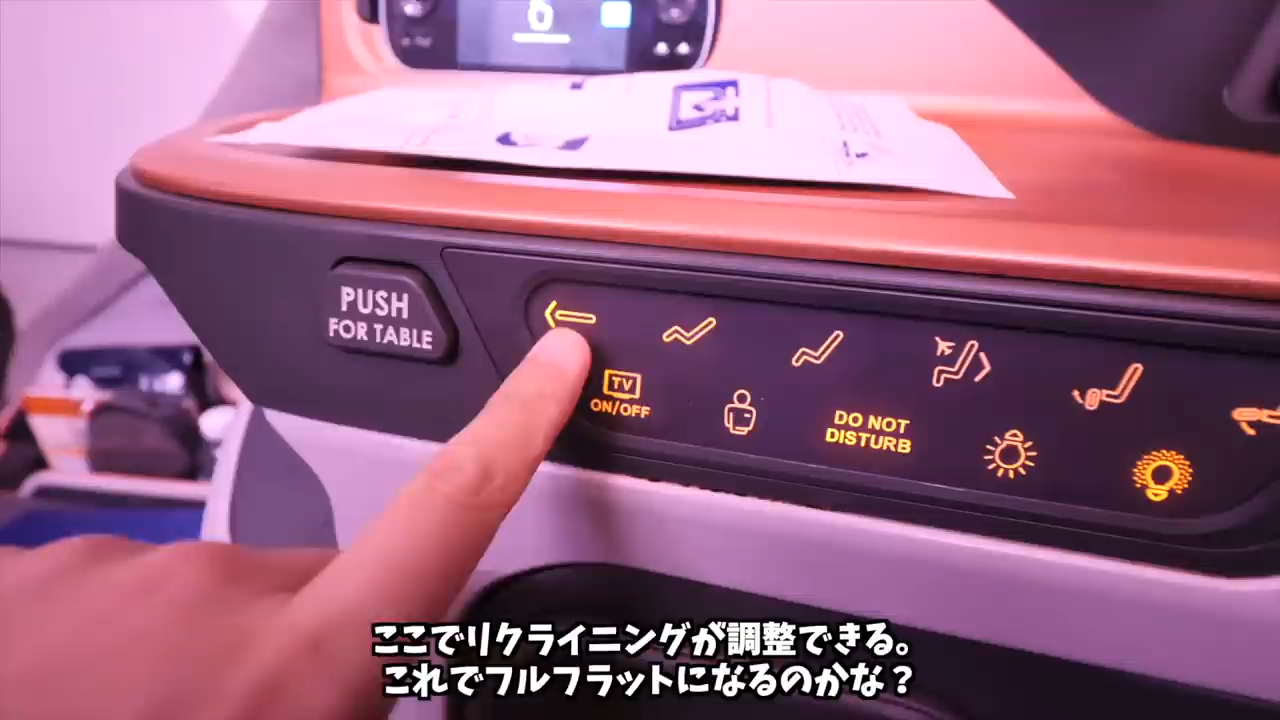 PUSH
FOR TABLE
TV
ON/OFF
DO NOT
DISTURB
ここでリクライニングが調整できる。
これでフルフラットになるのかな？